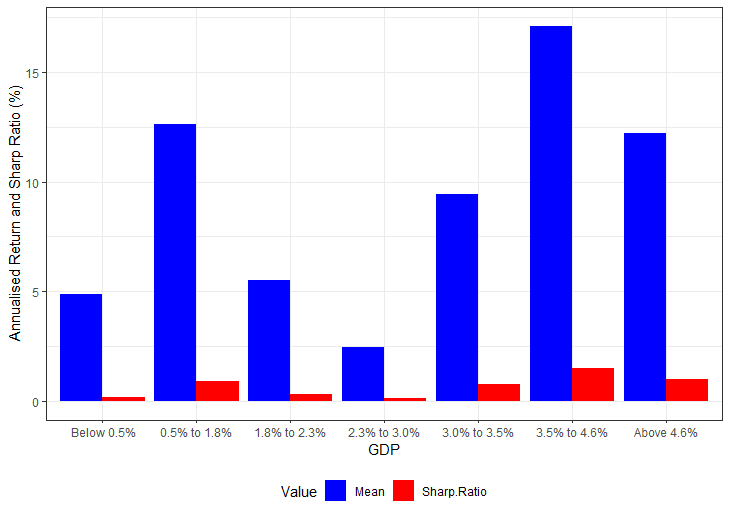 Annualised Return and Sharp Ratio (%)
15
10
5
0
Below 0.5% 0.5% to 1.8% 1.8% to 2.3% 2.3% to 3.0% 3.0% to 3.5% 3.5% to 4.6% Above 4.6%
GDP
Value Mean Sharp.Ratio